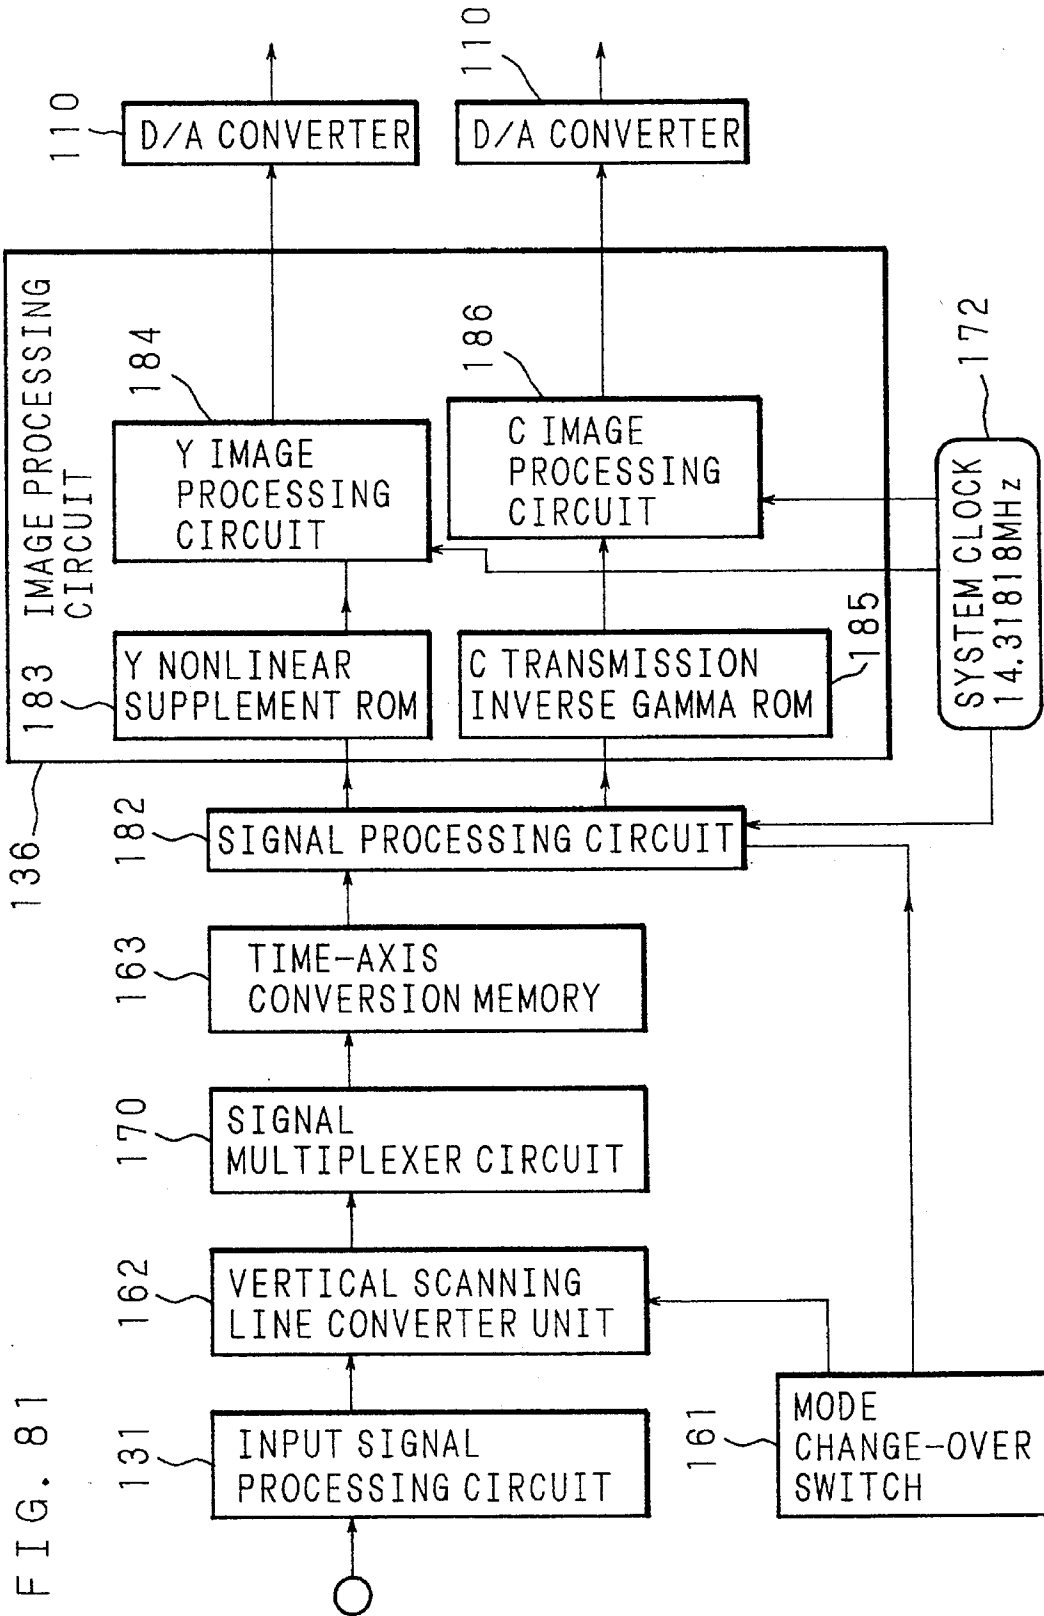 FIG. 81
131
INPUT SIGNAL
PROCESSING CIRCUIT
162
VERTICAL SCANNING
LINE CONVERTER UNIT
170
SIGNAL
MULTIPLEXER CIRCUIT
163
TIME-AXIS
CONVERSION MEMORY
182
SIGNAL PROCESSING CIRCUIT
136
IMAGE PROCESSING
CIRCUIT
183
Y NONLINEAR
SUPPLEMENT ROM
184
Y IMAGE
PROCESSING
CIRCUIT
C TRANSMISSION
INVERSE GAMMA ROM
185
186
C IMAGE
PROCESSING
CIRCUIT
110
D/A CONVERTER
110
D/A CONVERTER
161
MODE
CHANGE-OVER
SWITCH
172
SYSTEM CLOCK
14.31818MHz